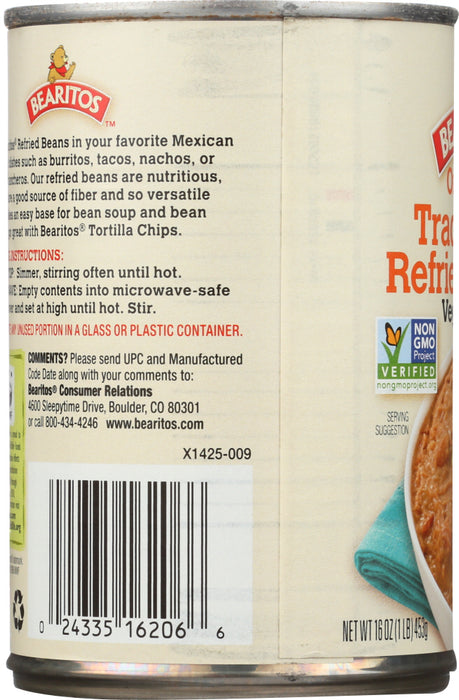 BEARITOS
™
Refried Beans in your favorite Mexican
such as burritos, tacos, nachos, or
Our refried beans are nutritious,
good source of fiber and so versatile
an easy base for bean soup and bean
great with Bearitos® Tortilla Chips.
INSTRUCTIONS:
Simmer, stirring often until hot.
Empty contents into microwave-safe
and set at high until hot. Stir.
UNUSED PORTION IN A GLASS OR PLASTIC CONTAINER.
COMMENTS? Please send UPC and Manufactured
Code Date along with your comments to:
Bearitos® Consumer Relations
4600 Sleepytime Drive, Boulder, CO 80301
or call 800-434-4246 www.bearitos.com
X1425-009
0 24335 16206 6
BE
O
Trad
Refrie
Ve
NON
GMO
Project
VERIFIED
nongmoproject.org
SERVING
SUGGESTION
NET WT 16 OZ (1 LB) 453g